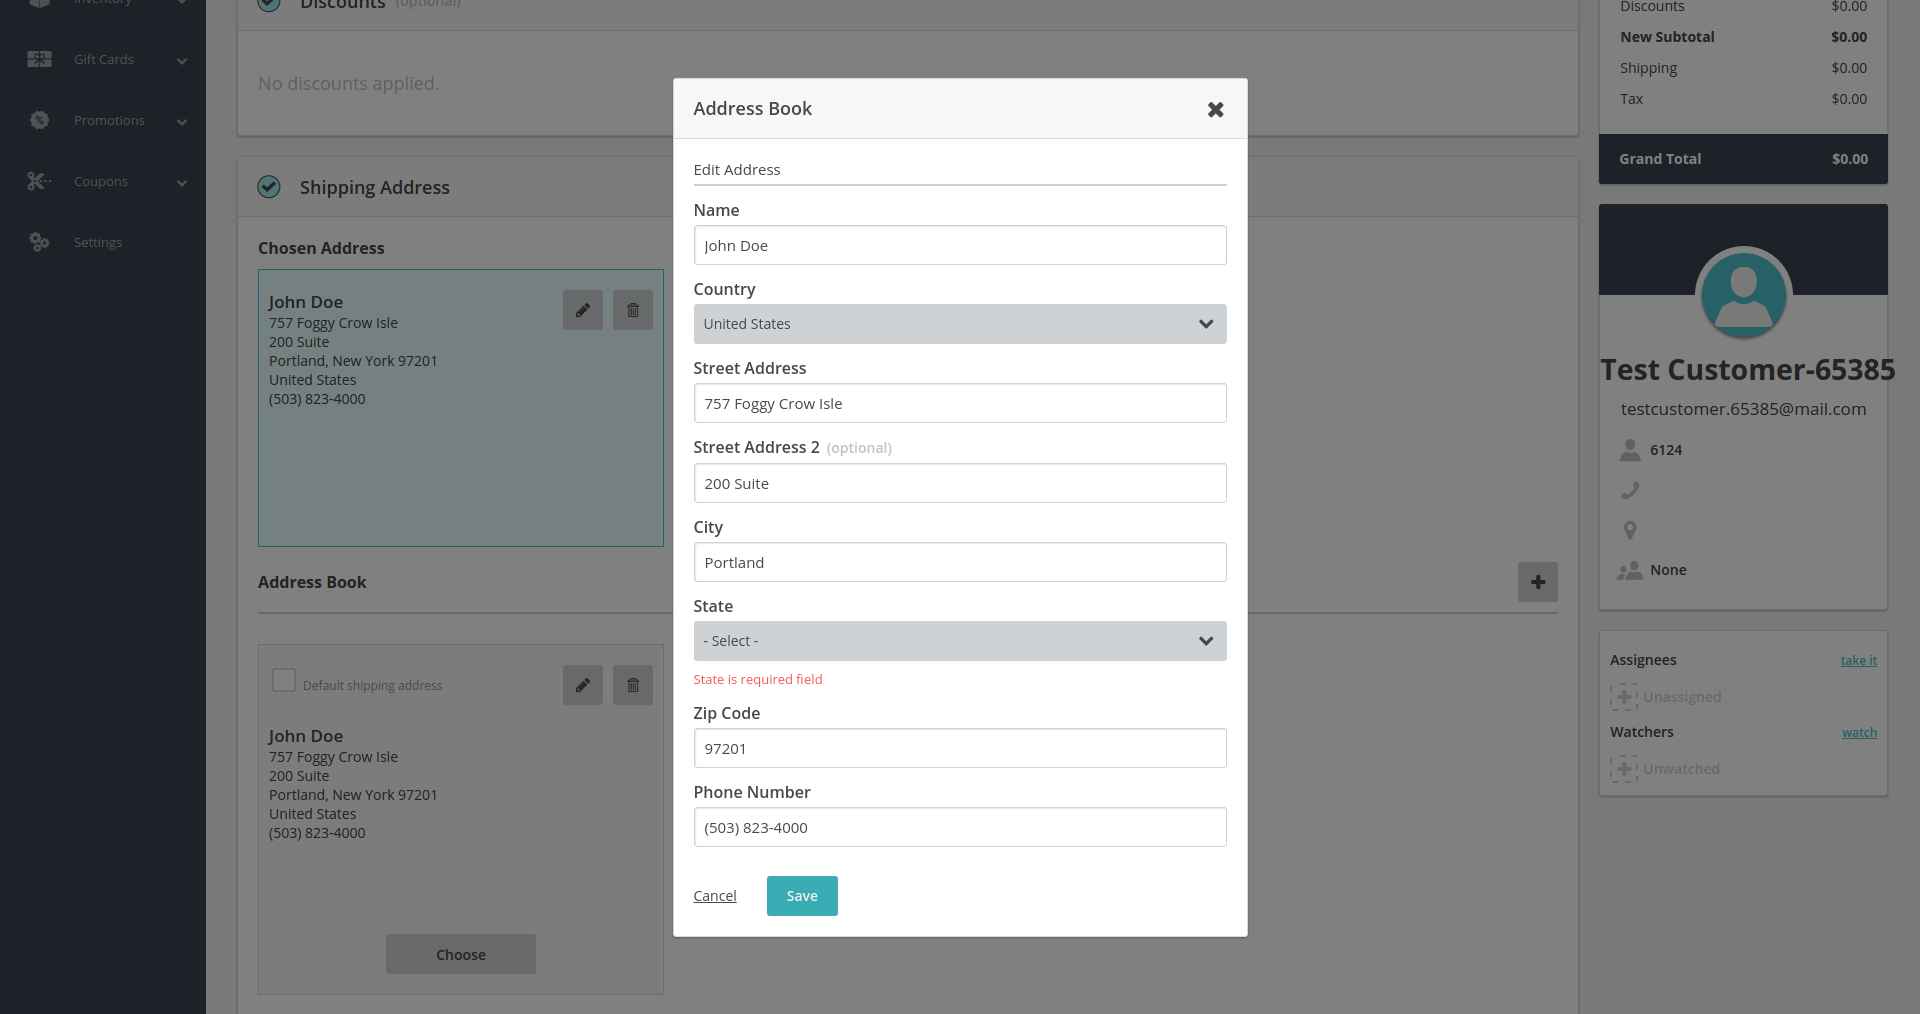 Inventory
Gift Cards
Promotions
Coupons
Settings
Discounts (optional)
No discounts applied.
Shipping Address
Chosen Address
John Doe
757 Foggy Crow Isle
200 Suite
Portland, New York 97201
United States
(503) 823-4000
Address Book
Default shipping address
John Doe
757 Foggy Crow Isle
200 Suite
Portland, New York 97201
United States
(503) 823-4000
Choose
Address Book
Edit Address
Name
John Doe
Country
United States
Street Address
757 Foggy Crow Isle
Street Address 2 (optional)
200 Suite
City
Portland
State
- Select -
State is required field
Zip Code
97201
Phone Number
(503) 823-4000
Cancel Save
Discounts $0.00
New Subtotal $0.00
Shipping $0.00
Tax $0.00
Grand Total $0.00
Test Customer-65385
testcustomer.65385@mail.com
6124
None
Assignees take it
Unassigned
Watchers watch
Unwatched